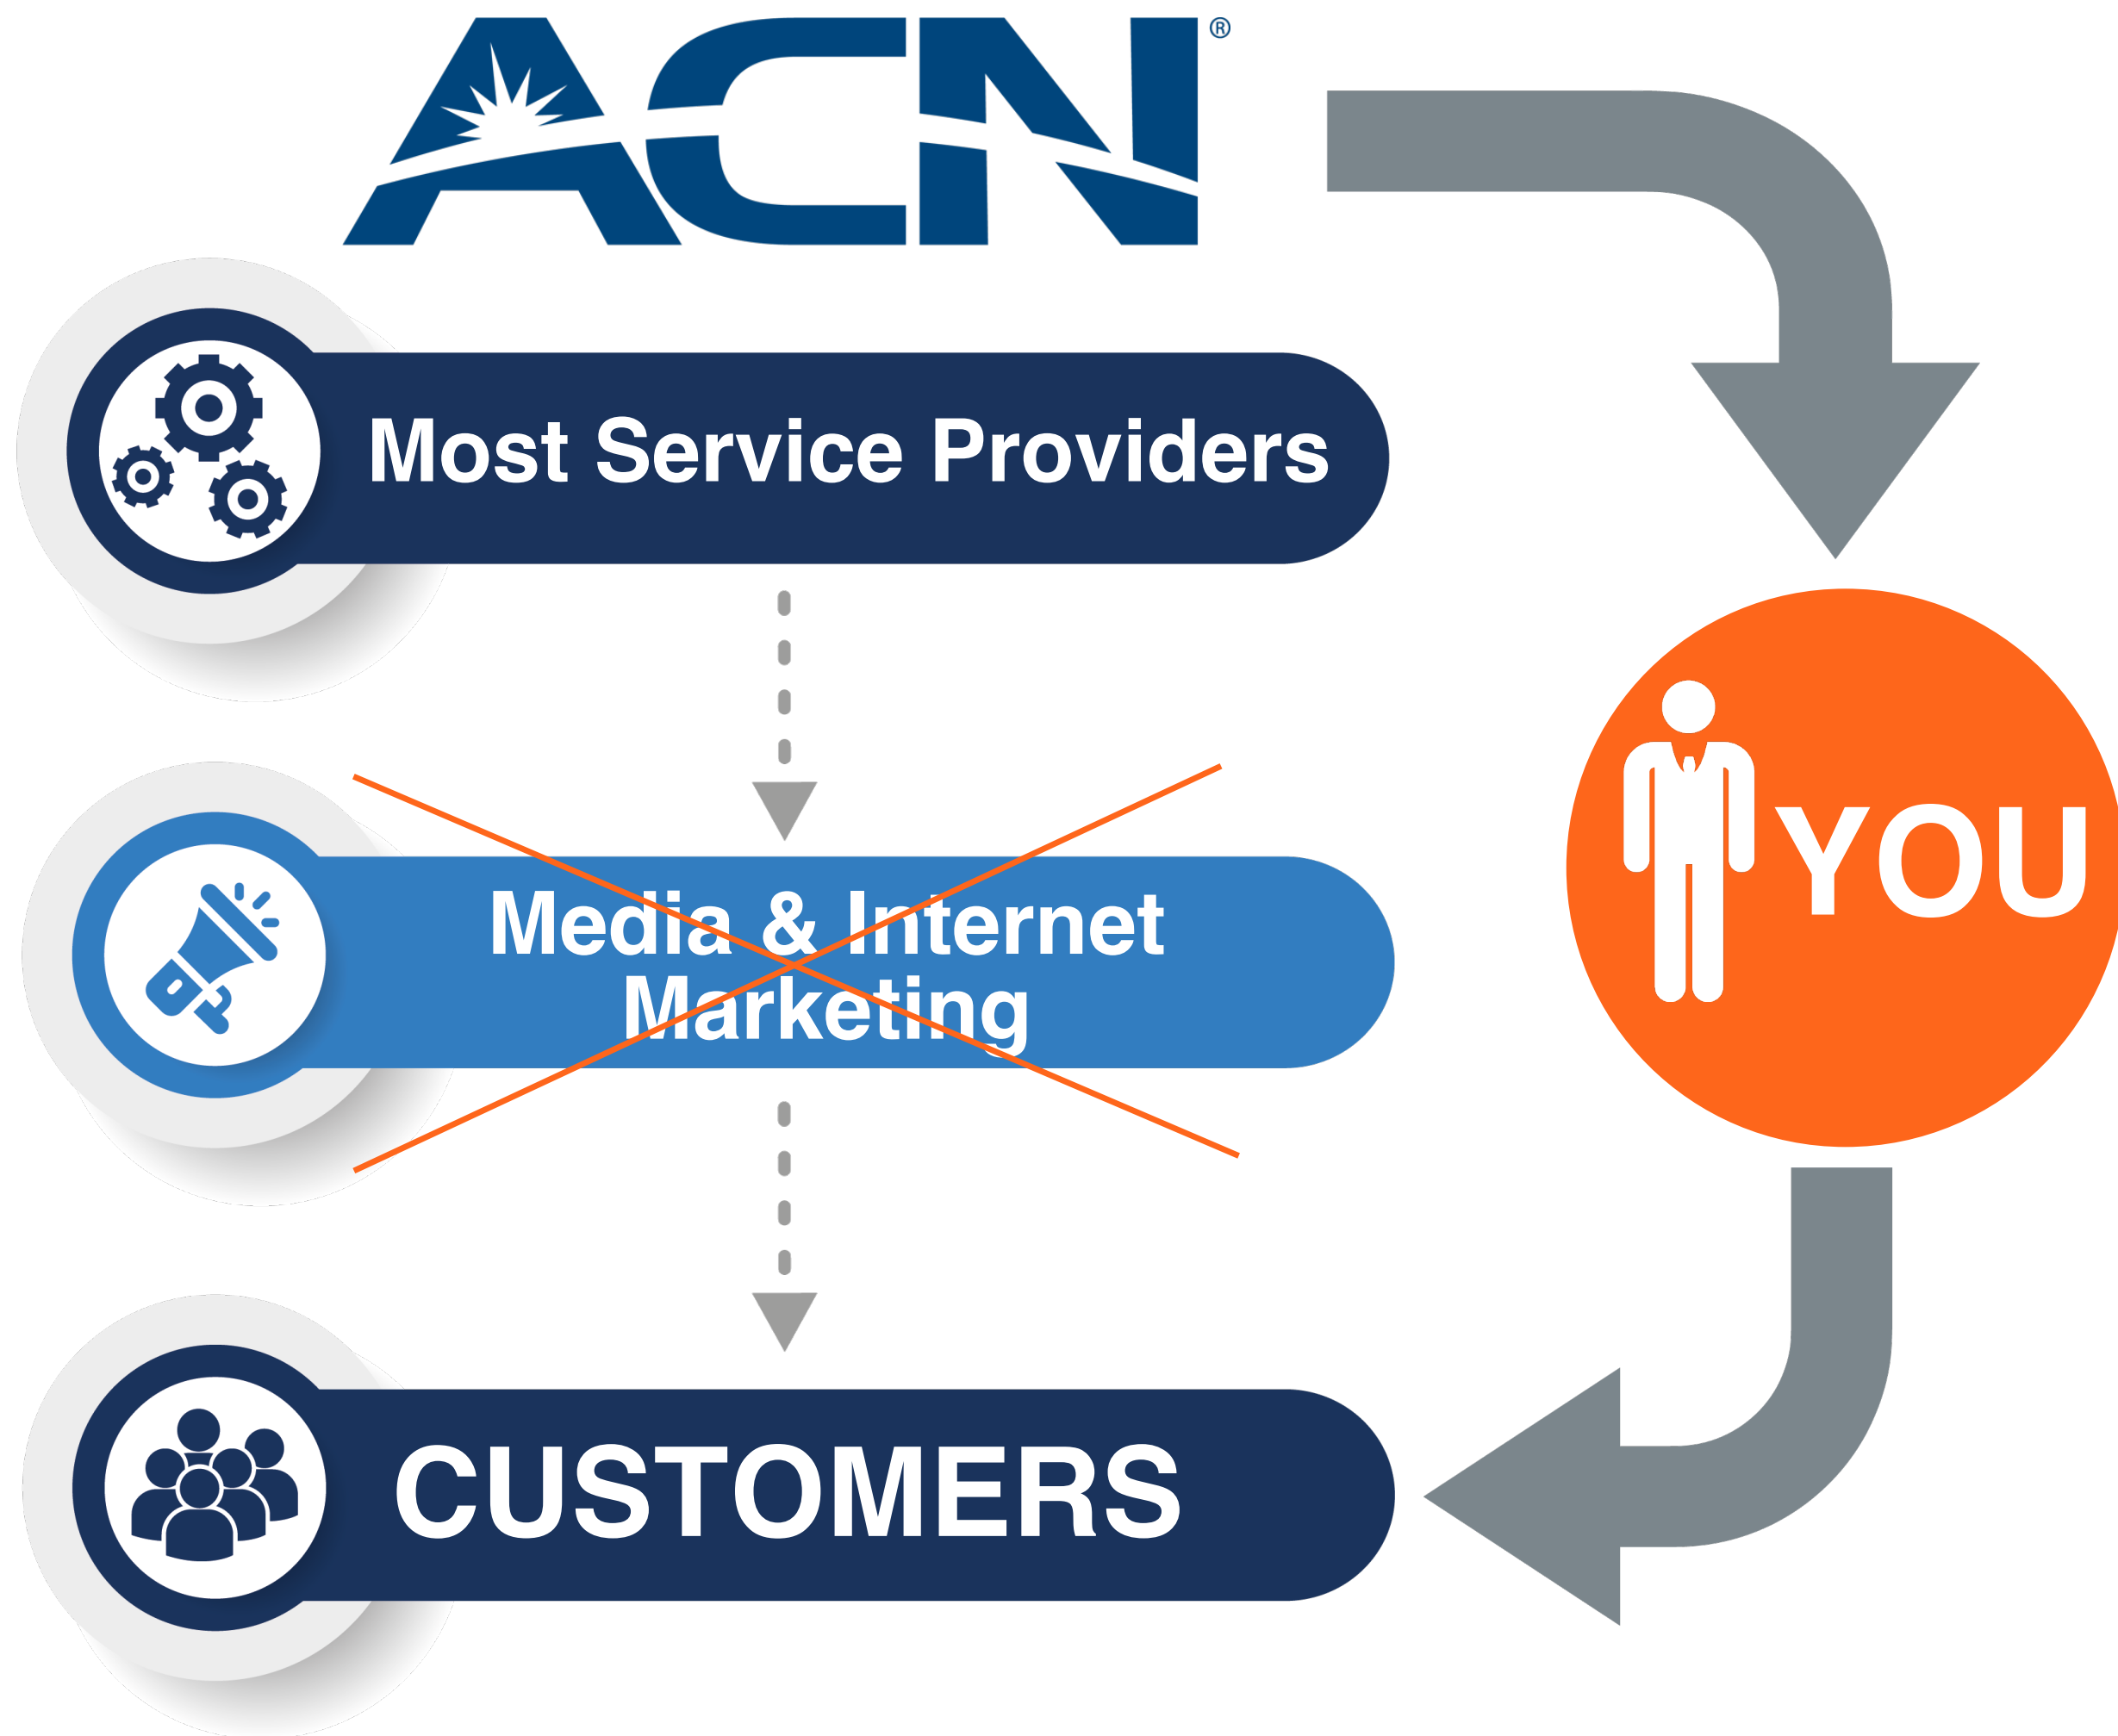 ACN®
Most Service Providers
YOU
Media & Internet
Marketing
CUSTOMERS